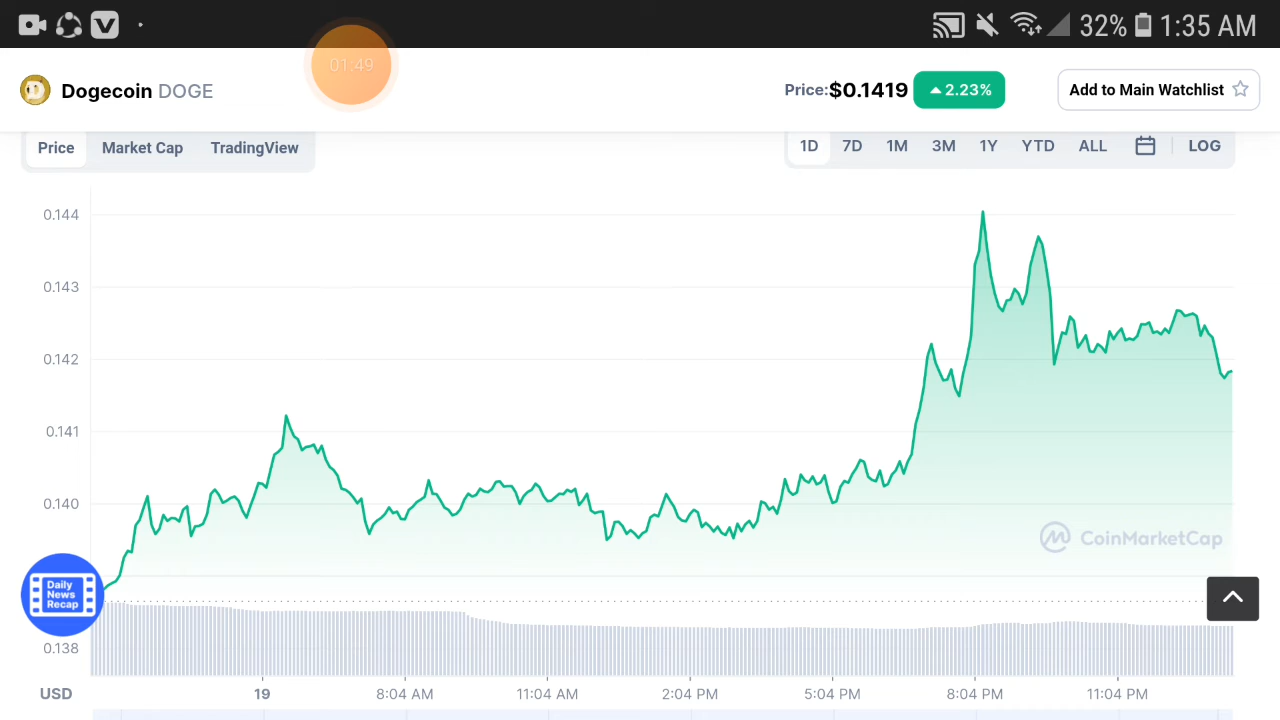 32% 1:35 AM
01:49
Dogecoin DOGE
Price:$0.1419 2.23%
Add to Main Watchlist
Price Market Cap TradingView
1D 7D 1M 3M 1Y YTD ALL LOG
0.144
0.143
0.142
0.141
0.140
CoinMarketCap
Daily
News
Recap
0.138
USD 19 8:04 AM 11:04 AM 2:04 PM 5:04 PM 8:04 PM 11:04 PM